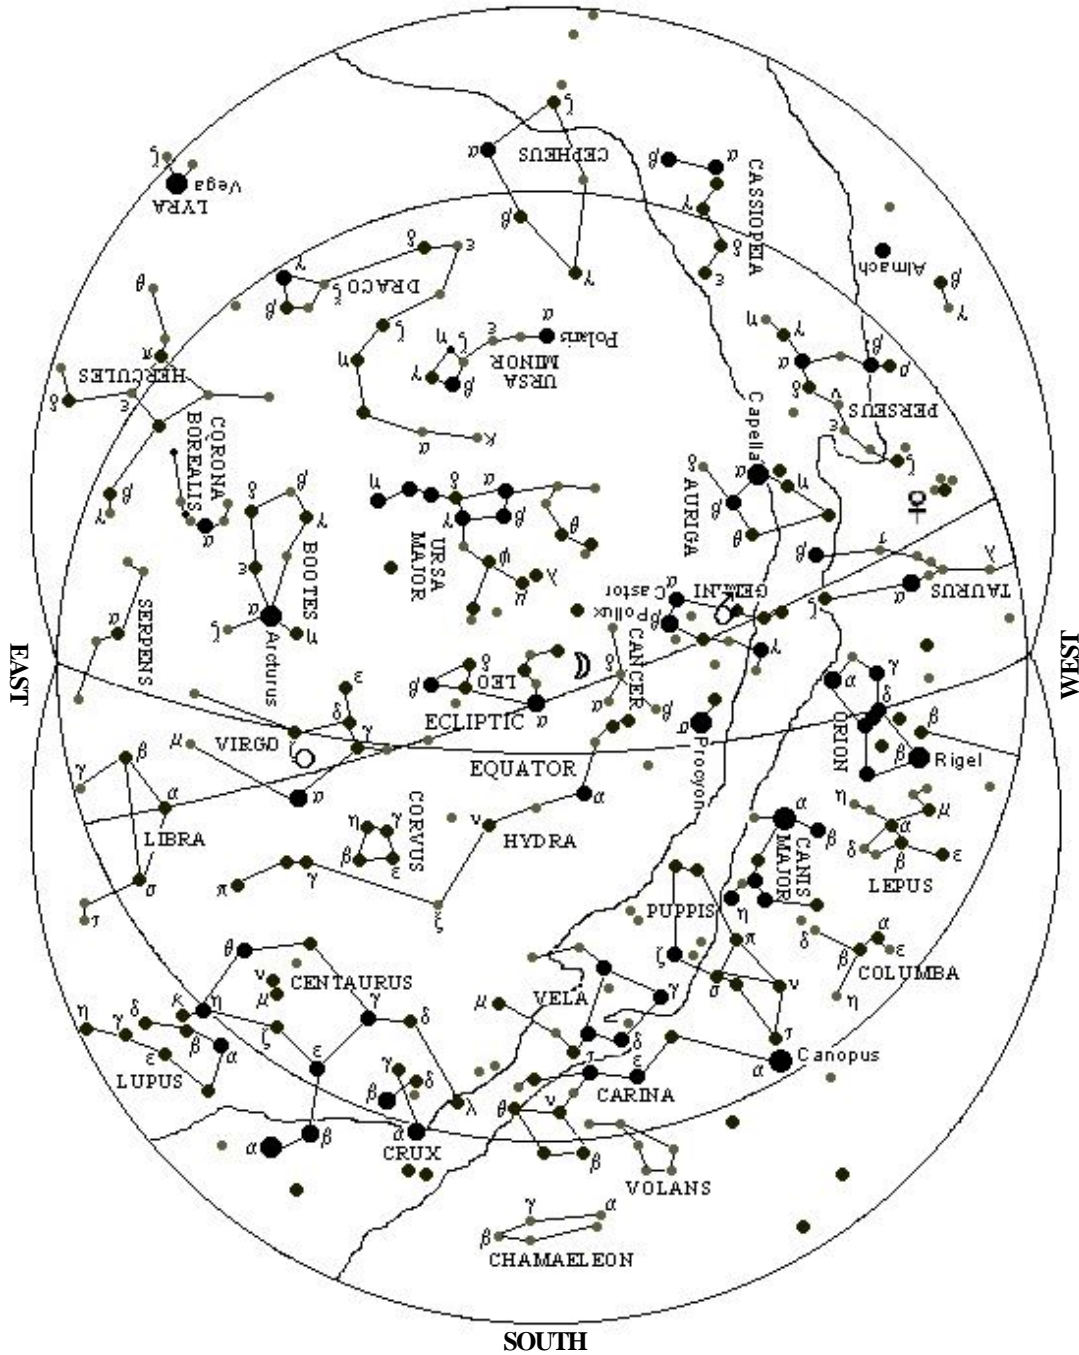 ζ
CEPHEUS
α
β
γ
CASSIOPEIA
β
α
γ
δ
ε
ζ
Vega
LYRA
Almach
β
γ
θ
π
HERCULES
δ
ε
β
γ
γ
β
ξ
DRACO
δ
ε
ζ
η
α
κ
α
Polaris
ε
ζ
η
γ
β
URSA
MINOR
η
γ
α
δ
ν
ε
ζ
β
ρ
PERSEUS
CORONA
BOREALIS
α
δ
β
γ
ε
BOOTES
α
ζ
η
Arcturus
η
δ
α
γ
β
URSA
MAJOR
θ
ψ
λ
μ
Capella
α
δ
η
β
θ
AURIGA
♀
β
τ
λ
ζ
α
TAURUS
α
Castor
β
Pollux
GEMINI
♂
γ
SERPENS
α
EAST
WEST
CANCER
δ
α
β
☽
LEO
δ
β
α
ECLIPTIC
ε
δ
γ
VIRGO
ζ
α
EQUATOR
α
Procyon
α
γ
δ
β
β
ORION
Rigel
μ
γ
β
α
LIBRA
σ
τ
CORVUS
η
γ
β
ε
HYDRA
α
ν
ζ
γ
π
α
β
CANIS
MAJOR
η
η
μ
α
δ
β
ε
LEPUS
PUPPIS
ζ
π
σ
ν
τ
δ
α
β
ε
η
COLUMBA
θ
ν
μ
CENTAURUS
κ
η
γ
δ
ζ
ε
λ
α
β
η
γ
δ
β
ε
α
LUPUS
γ
δ
β
α
CRUX
μ
VELA
γ
δ
ε
ι
CARINA
θ
ν
β
α
Canopus
VOLANS
γ
α
β
CHAMAELEON
SOUTH